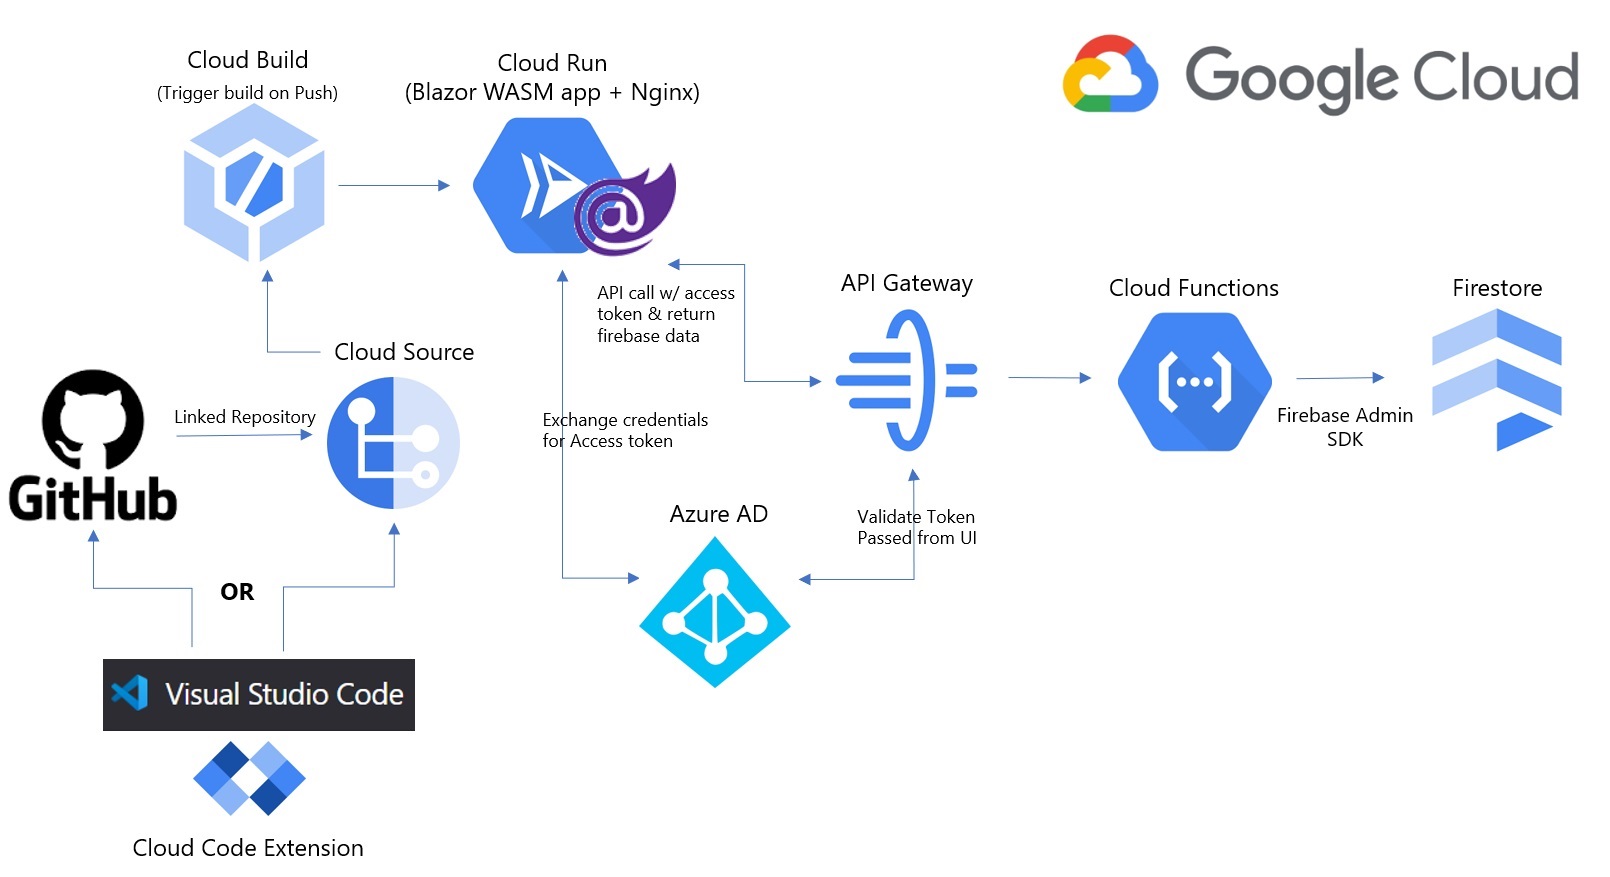 Cloud Build
(Trigger build on Push)
Cloud Run
(Blazor WASM app + Nginx)
Google Cloud
API call w/ access
token & return
firebase data
API Gateway
Cloud Functions
Firestore
Cloud Source
Linked Repository
GitHub
Exchange credentials
for Access token
Firebase Admin
SDK
Azure AD
Validate Token
Passed from UI
OR
Visual Studio Code
Cloud Code Extension